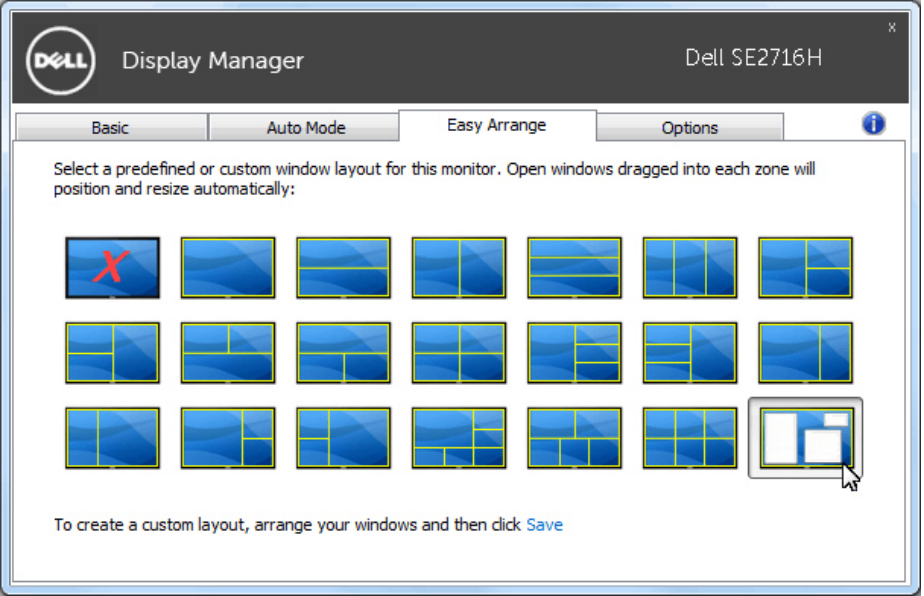 DELL
Display Manager
Dell SE2716H
x
Basic
Auto Mode
Easy Arrange
Options
i
Select a predefined or custom window layout for this monitor. Open windows dragged into each zone will
position and resize automatically:
X
To create a custom layout, arrange your windows and then click Save